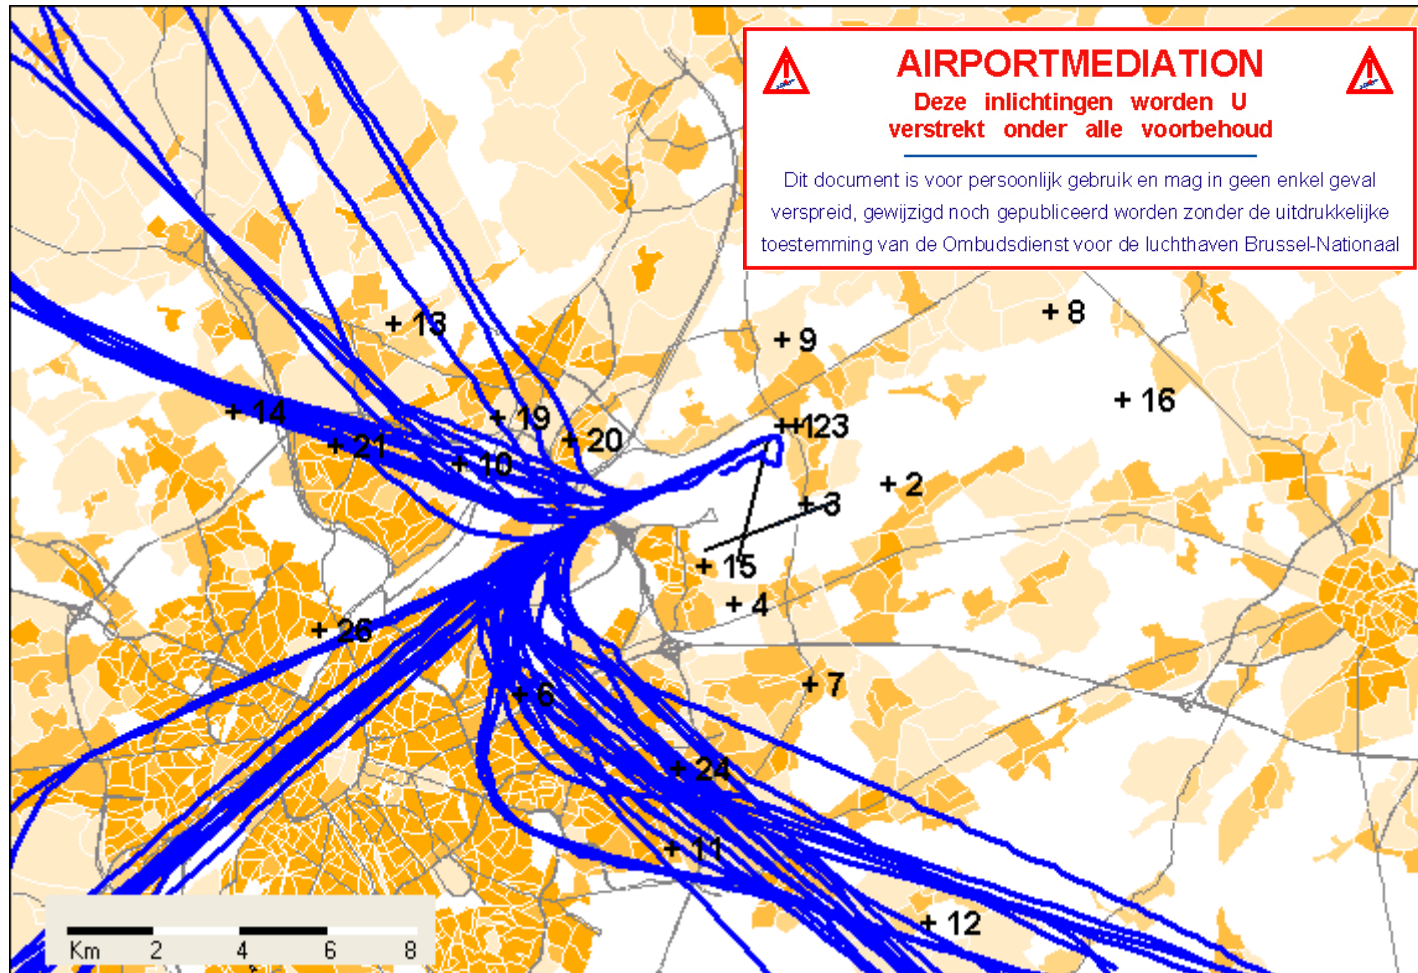 AIRPORTMEDIATION
Deze inlichtingen worden U
verstrekt onder alle voorbehoud
Dit document is voor persoonlijk gebruik en mag in geen enkel geval
verspreid, gewijzigd noch gepubliceerd worden zonder de uitdrukkelijke
toestemming van de Ombudsdienst voor de luchthaven Brussel-Nationaal
+ 8
+ 13
+ 9
+ 16
+ 14
+ 19
++123
+ 20
+ 21
+ 10
+ 2
+ 3
+ 15
+ 4
+ 26
+ 7
+ 6
+ 24
+ 11
+ 12
Km 2 4 6 8